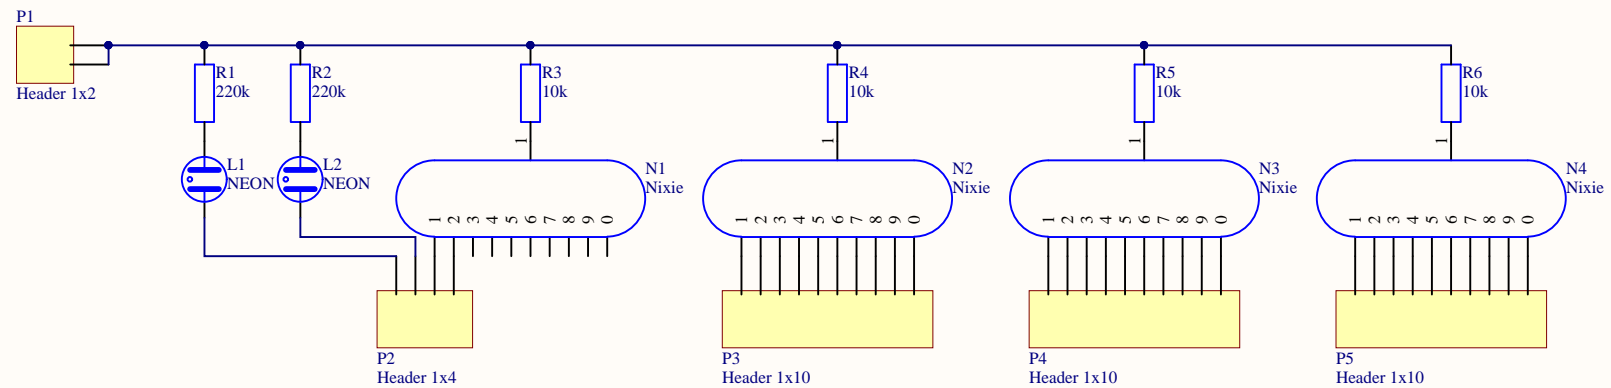 P1
Header 1x2
R1
220k
R2
220k
R3
10k
R4
10k
R5
10k
R6
10k
1
1
1
1
L1
NEON
L2
NEON
N1
Nixie
N2
Nixie
N3
Nixie
N4
Nixie
1 2 3 4 5 6 7 8 9 0
1 2 3 4 5 6 7 8 9 0
1 2 3 4 5 6 7 8 9 0
1 2 3 4 5 6 7 8 9 0
P2
Header 1x4
P3
Header 1x10
P4
Header 1x10
P5
Header 1x10